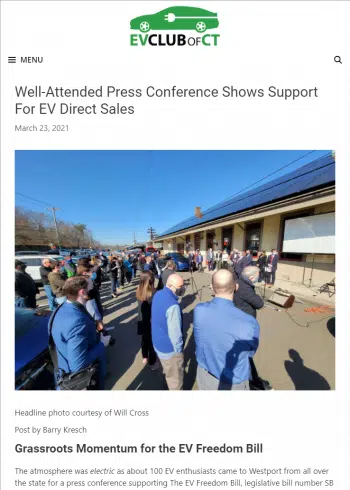 EVCLUBOFCT
MENU
Well-Attended Press Conference Shows Support
For EV Direct Sales
March 23, 2021
Headline photo courtesy of Will Cross
Post by Barry Kresch
Grassroots Momentum for the EV Freedom Bill
The atmosphere was electric as about 100 EV enthusiasts came to Westport from all over
the state for a press conference supporting The EV Freedom Bill, legislative bill number SB